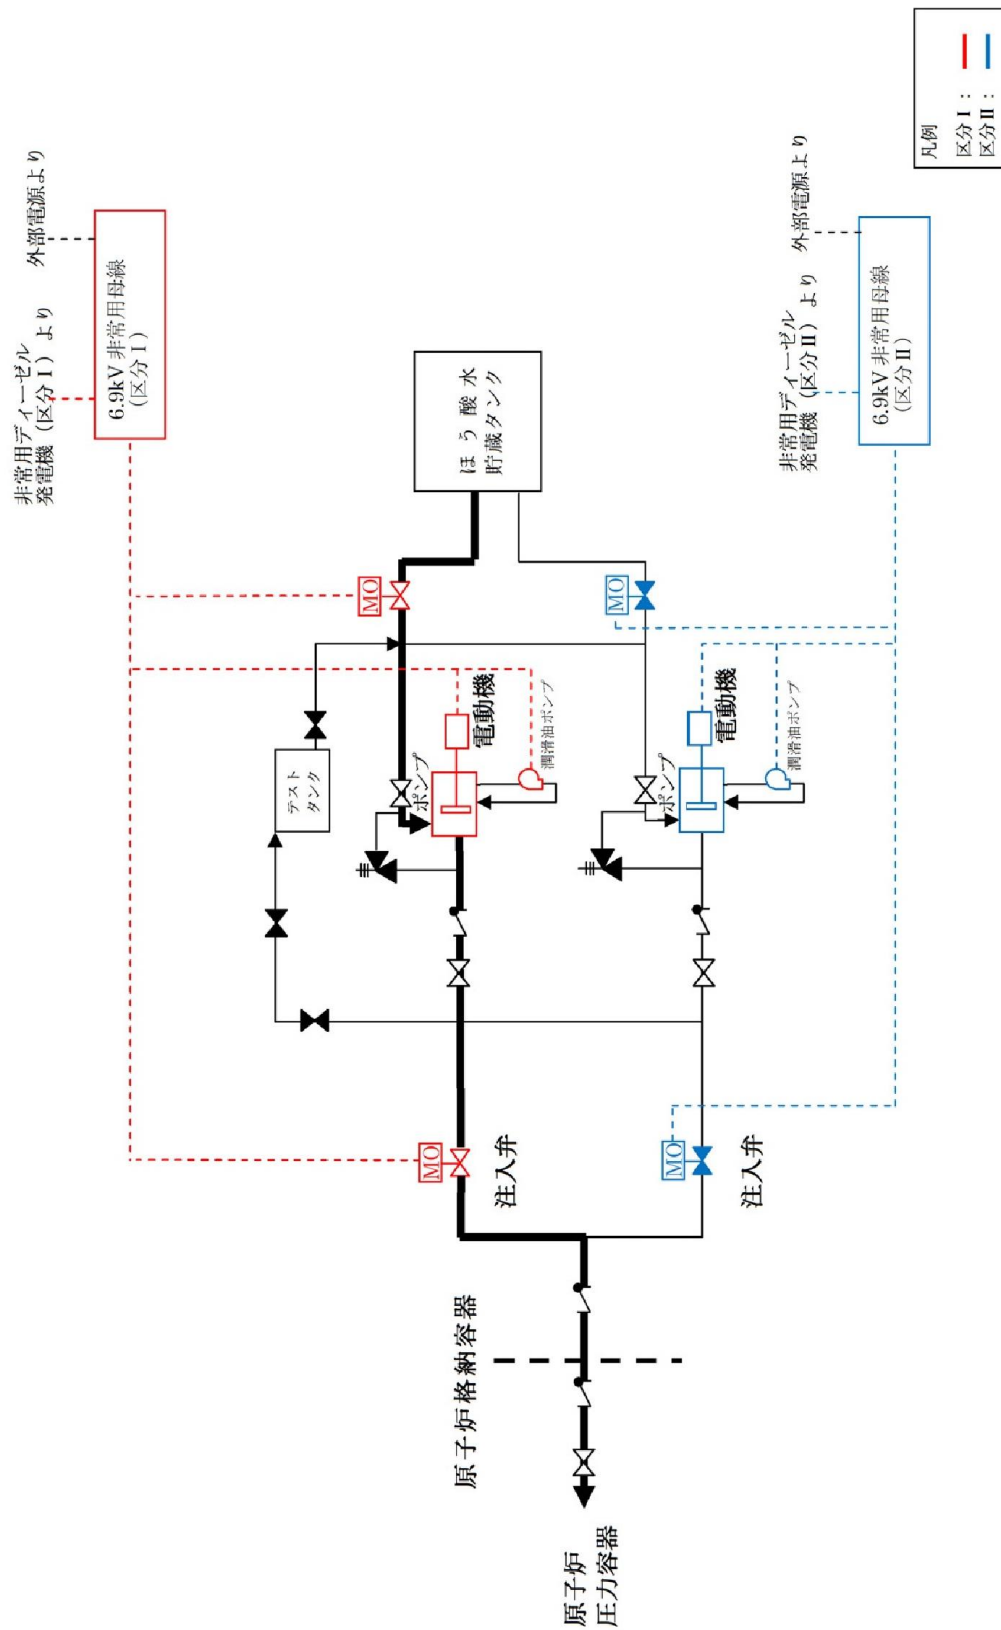 原子炉
圧力容器
原子炉格納容器
非常用ディーゼル
発電機（区分Ⅰ）より
外部電源より
6.9kV 非常用母線
（区分Ⅰ）
MO
MO
注入弁
テスト
タンク
ポンプ
電動機
潤滑油ポンプ
ほう酸水
貯蔵タンク
MO
MO
注入弁
ポンプ
電動機
潤滑油ポンプ
非常用ディーゼル
発電機（区分Ⅱ）より
外部電源より
6.9kV 非常用母線
（区分Ⅱ）
凡例
区分Ⅰ：
区分Ⅱ：